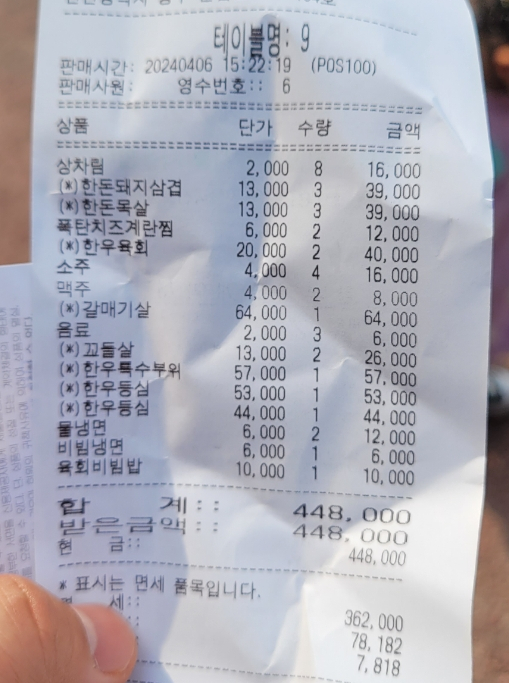 테이블명: 9
판매시간: 20240406 15:22:19 (POS100)
판매사원: 영수번호:: 6
상품 단가 수량 금액
상차림 2,000 8 16,000
(*)한돈돼지삼겹 13,000 3 39,000
(*)한돈목살 13,000 3 39,000
폭탄치즈계란찜 6,000 2 12,000
(*)한우육회 20,000 2 40,000
소주 4,000 4 16,000
맥주 4,000 2 8,000
(*)갈매기살 64,000 1 64,000
음료 2,000 3 6,000
(*)꼬들살 13,000 2 26,000
(*)한우특수부위 57,000 1 57,000
(*)한우등심 53,000 1 53,000
(*)한우등심 44,000 1 44,000
물냉면 6,000 2 12,000
비빔냉면 6,000 1 6,000
육회비빔밥 10,000 1 10,000
합 계:: 448,000
받은금액:: 448,000
현 금:: 448,000
* 표시는 면세 품목입니다.
세:: 362,000
78,182
7,818